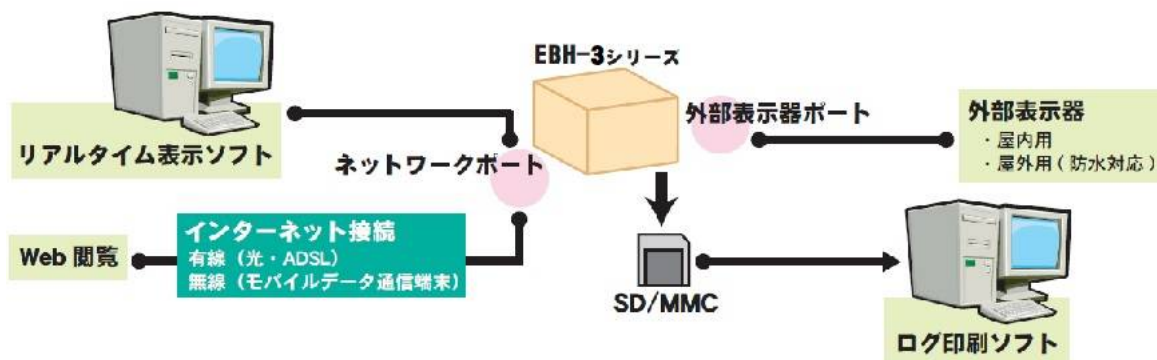 EBH-3シリーズ
外部表示器ポート
外部表示器
・屋内用
・屋外用(防水対応)
リアルタイム表示ソフト
ネットワークポート
インターネット接続
有線(光・ADSL)
無線(モバイルデータ通信端末)
Web 閲覧
SD/MMC
ログ印刷ソフト